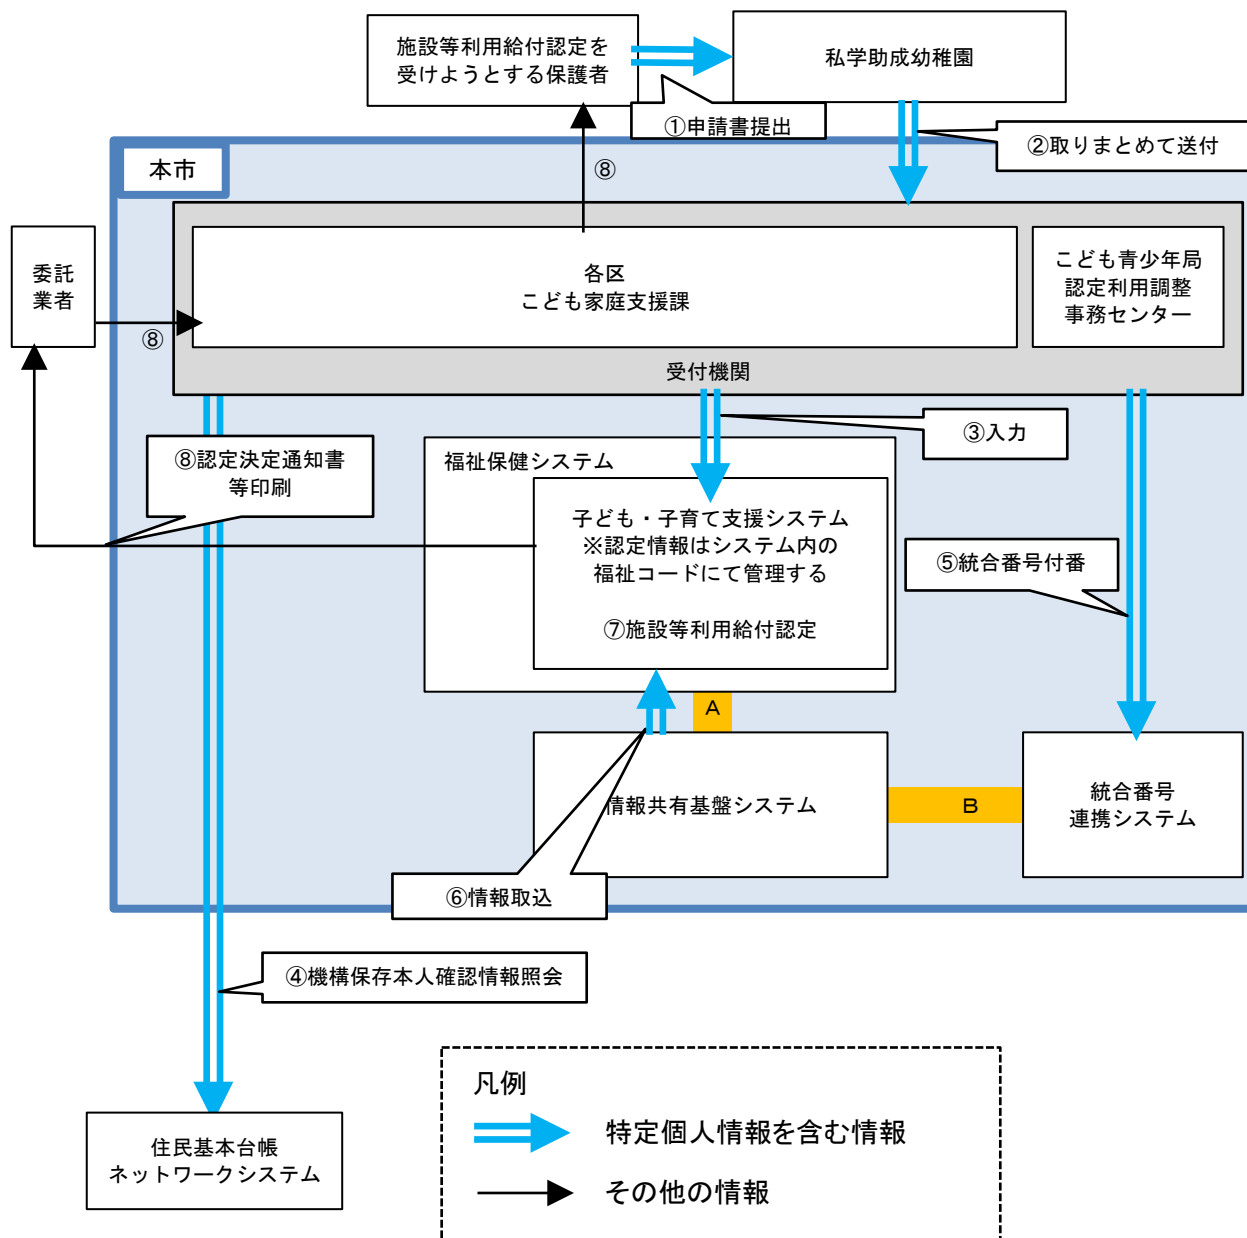 施設等利用給付認定を
受けようとする保護者
私学助成幼稚園
①申請書提出
②取りまとめて送付
本市
⑧
委託
業者
各区
こども家庭支援課
こども青少年局
認定利用調整
事務センター
⑧
受付機関
③入力
⑧認定決定通知書
等印刷
福祉保健システム
子ども・子育て支援システム
※認定情報はシステム内の
福祉コードにて管理する
⑦施設等利用給付認定
⑤統合番号付番
A
情報共有基盤システム
B
統合番号
連携システム
⑥情報取込
④機構保存本人確認情報照会
住民基本台帳
ネットワークシステム
凡例
特定個人情報を含む情報
その他の情報